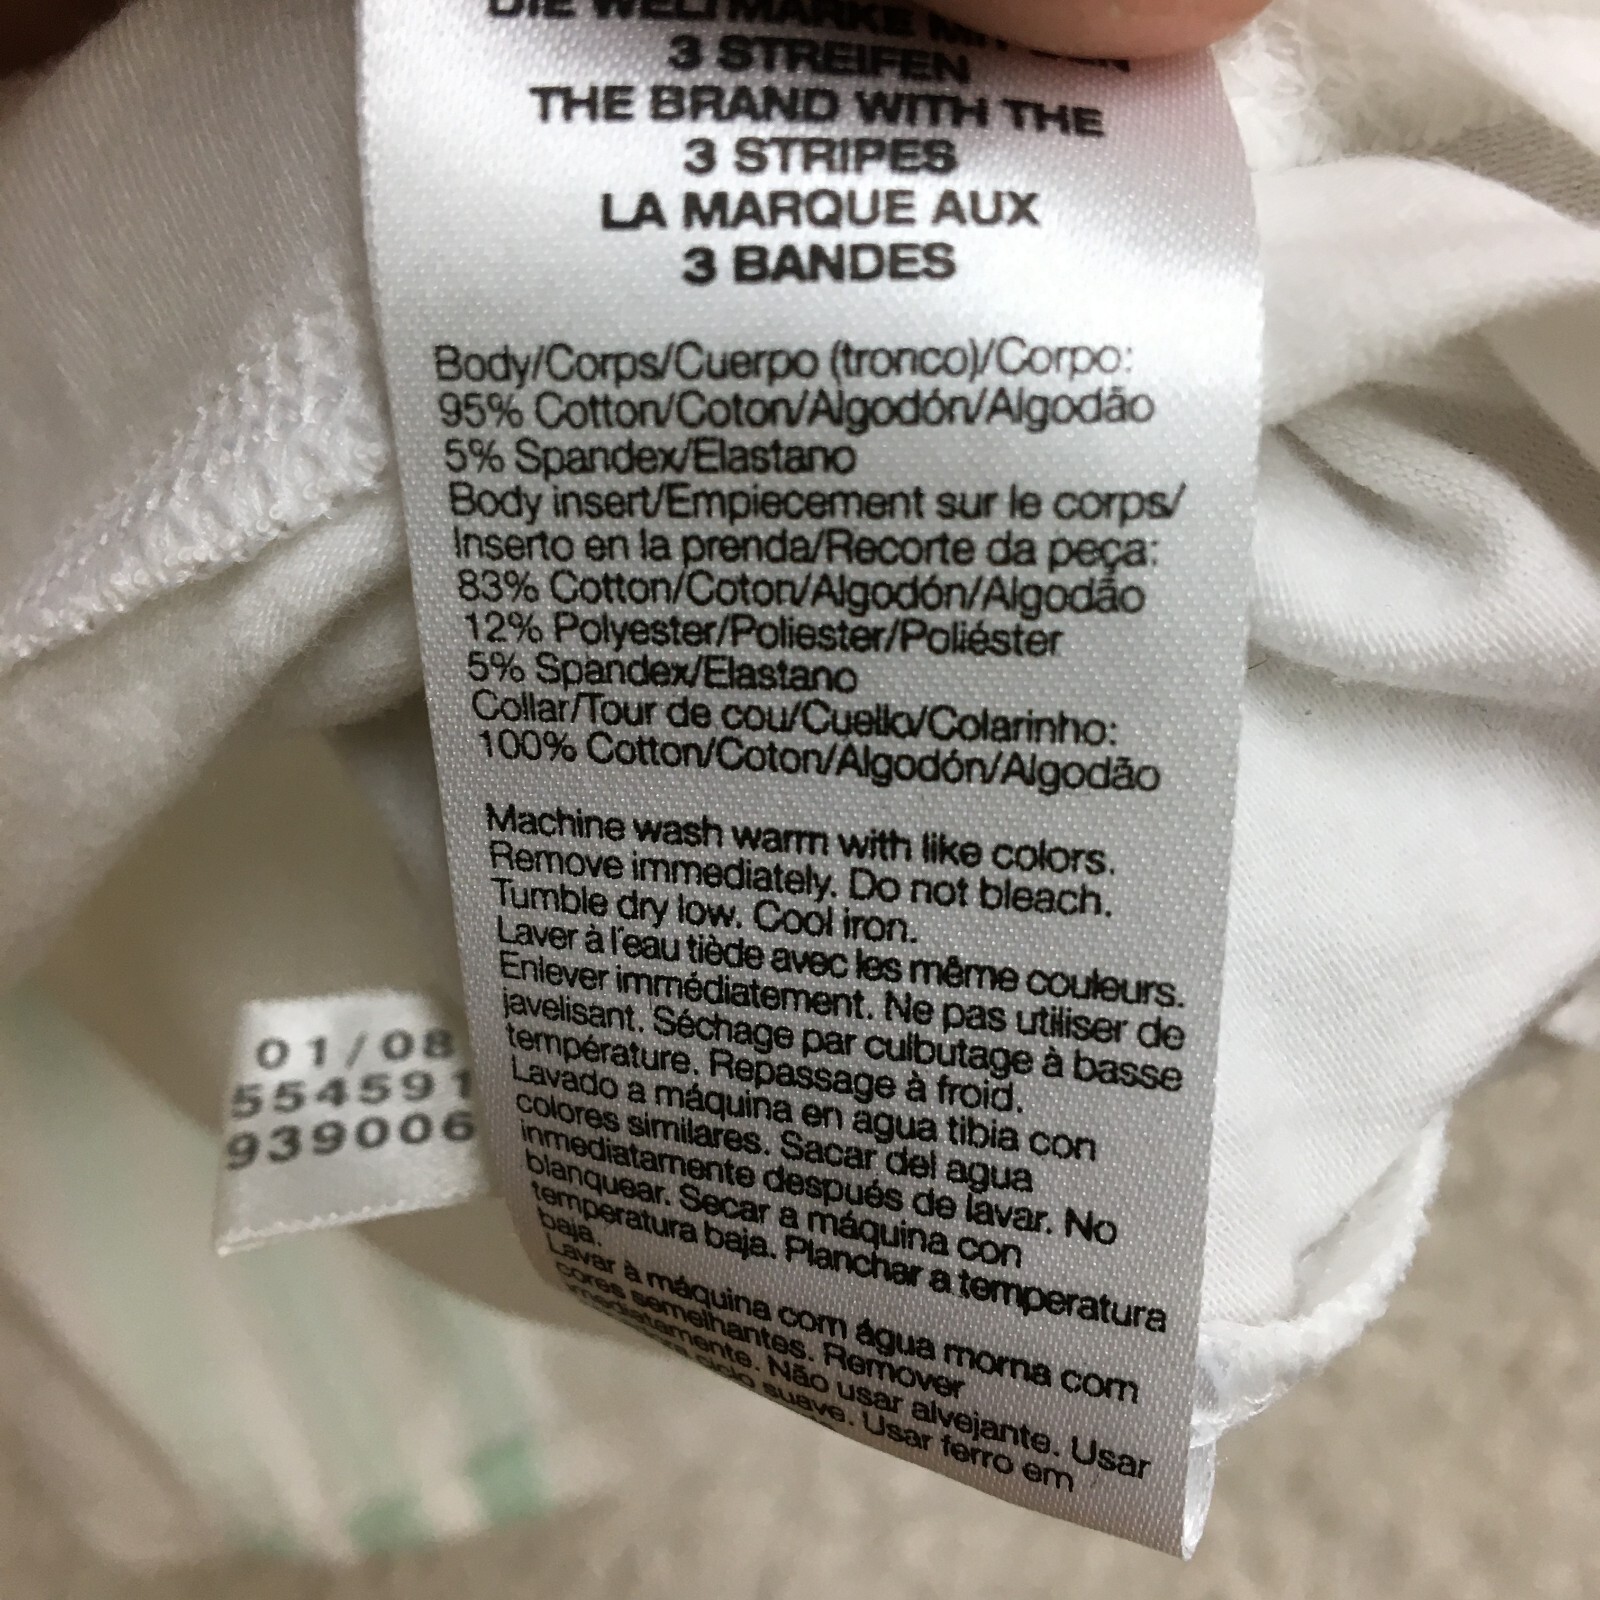 DIE WELTMARKE MIT DEN
3 STREIFEN
THE BRAND WITH THE
3 STRIPES
LA MARQUE AUX
3 BANDES
Body/Corps/Cuerpo (tronco)/Corpo:
95% Cotton/Coton/Algodón/Algodão
5% Spandex/Elastano
Body insert/Empiecement sur le corps/
Inserto en la prenda/Recorte da peça:
83% Cotton/Coton/Algodón/Algodão
12% Polyester/Poliester/Poliéster
5% Spandex/Elastano
Collar/Tour de cou/Cuello/Colarinho:
100% Cotton/Coton/Algodón/Algodão
Machine wash warm with like colors.
Remove immediately. Do not bleach.
Tumble dry low. Cool iron.
Laver à l'eau tiède avec les même couleurs.
Enlever immédiatement. Ne pas utiliser de
javelisant. Séchage par culbutage à basse
température. Repassage à froid.
Lavado a máquina en agua tibia con
colores similares. Sacar del agua
inmediatamente después de lavar. No
blanquear. Secar a máquina con
temperatura baja. Planchar a temperatura
baja.
Lavar à máquina com água morna com
cores semelhantes. Remover
imediatamente. Não usar alvejante. Usar
ciclo suave. Usar ferro em
01/08
554591
939006